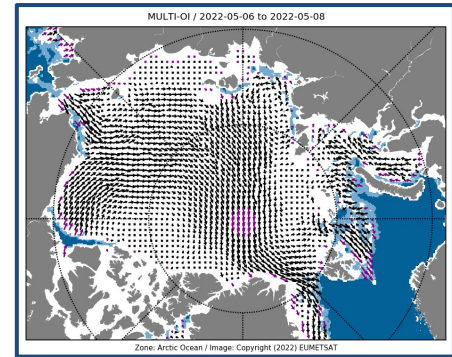 MULTI-OI / 2022-05-06 to 2022-05-08
Zone: Arctic Ocean / Image: Copyright (2022) EUMETSAT